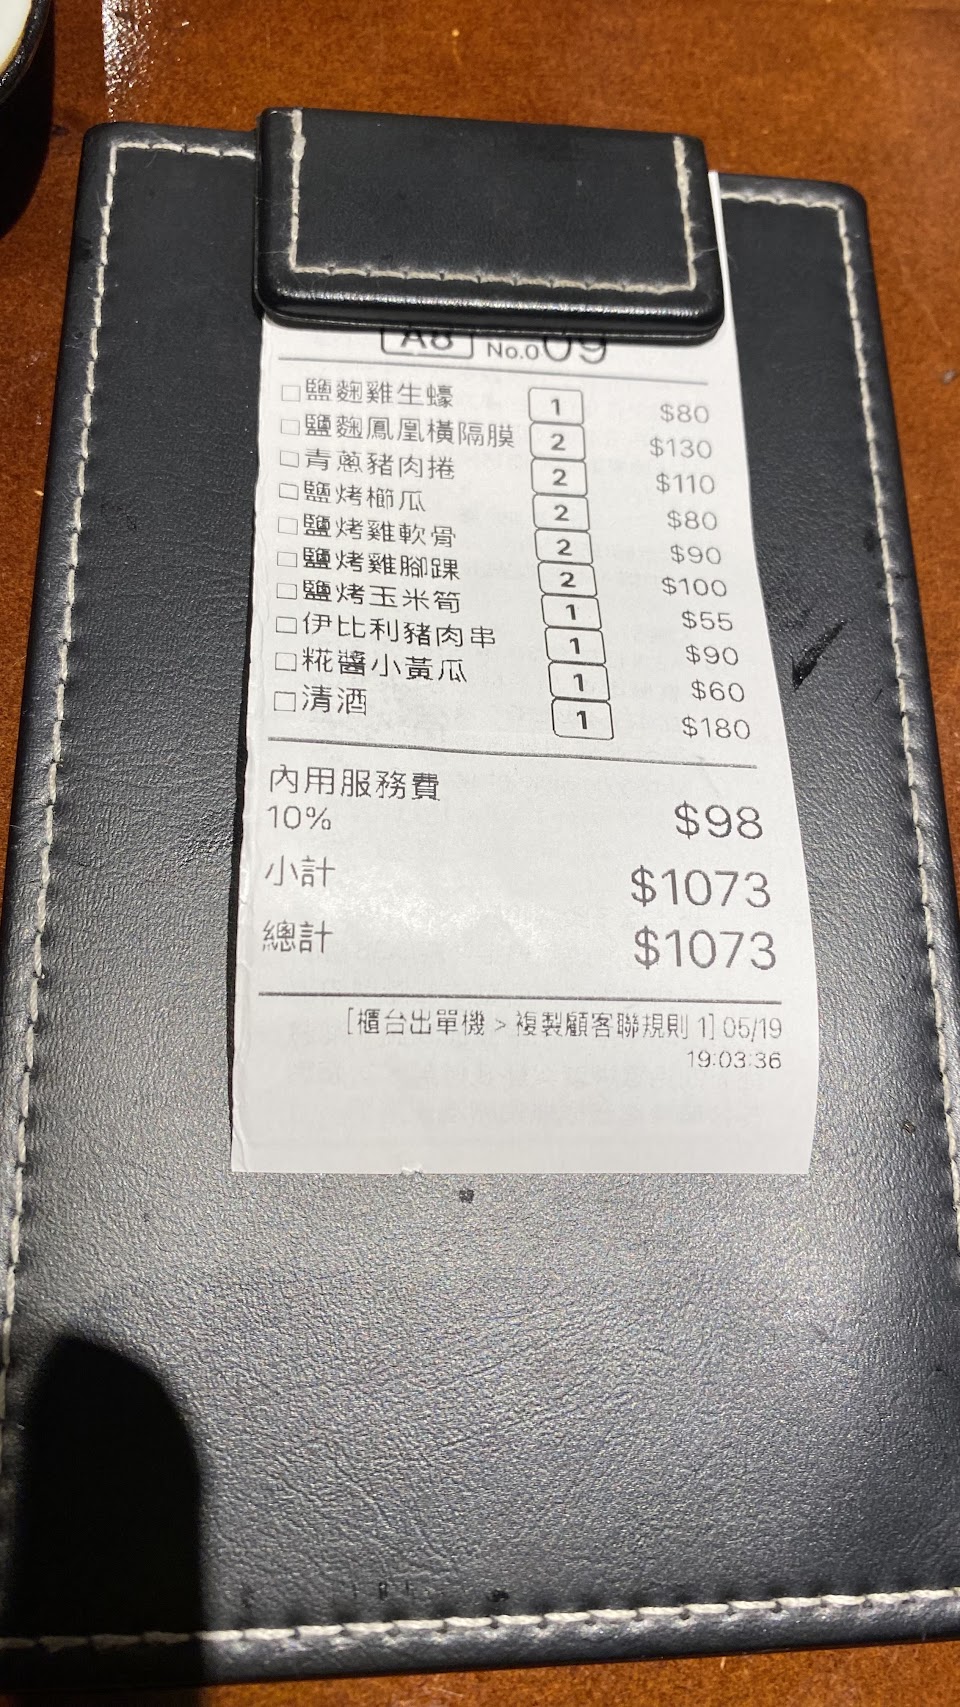 A8 No.009
□鹽麴雞生蠔 1 $80
□鹽麴鳳凰橫隔膜 2 $130
□青蔥豬肉捲 2 $110
□鹽烤櫛瓜 2 $80
□鹽烤雞軟骨 2 $90
□鹽烤雞腳踝 2 $100
□鹽烤玉米筍 1 $55
□伊比利豬肉串 1 $90
□糀醬小黃瓜 1 $60
□清酒 1 $180
內用服務費
10% $98
小計 $1073
總計 $1073
[櫃台出單機 > 複製顧客聯規則 1] 05/19
19:03:36